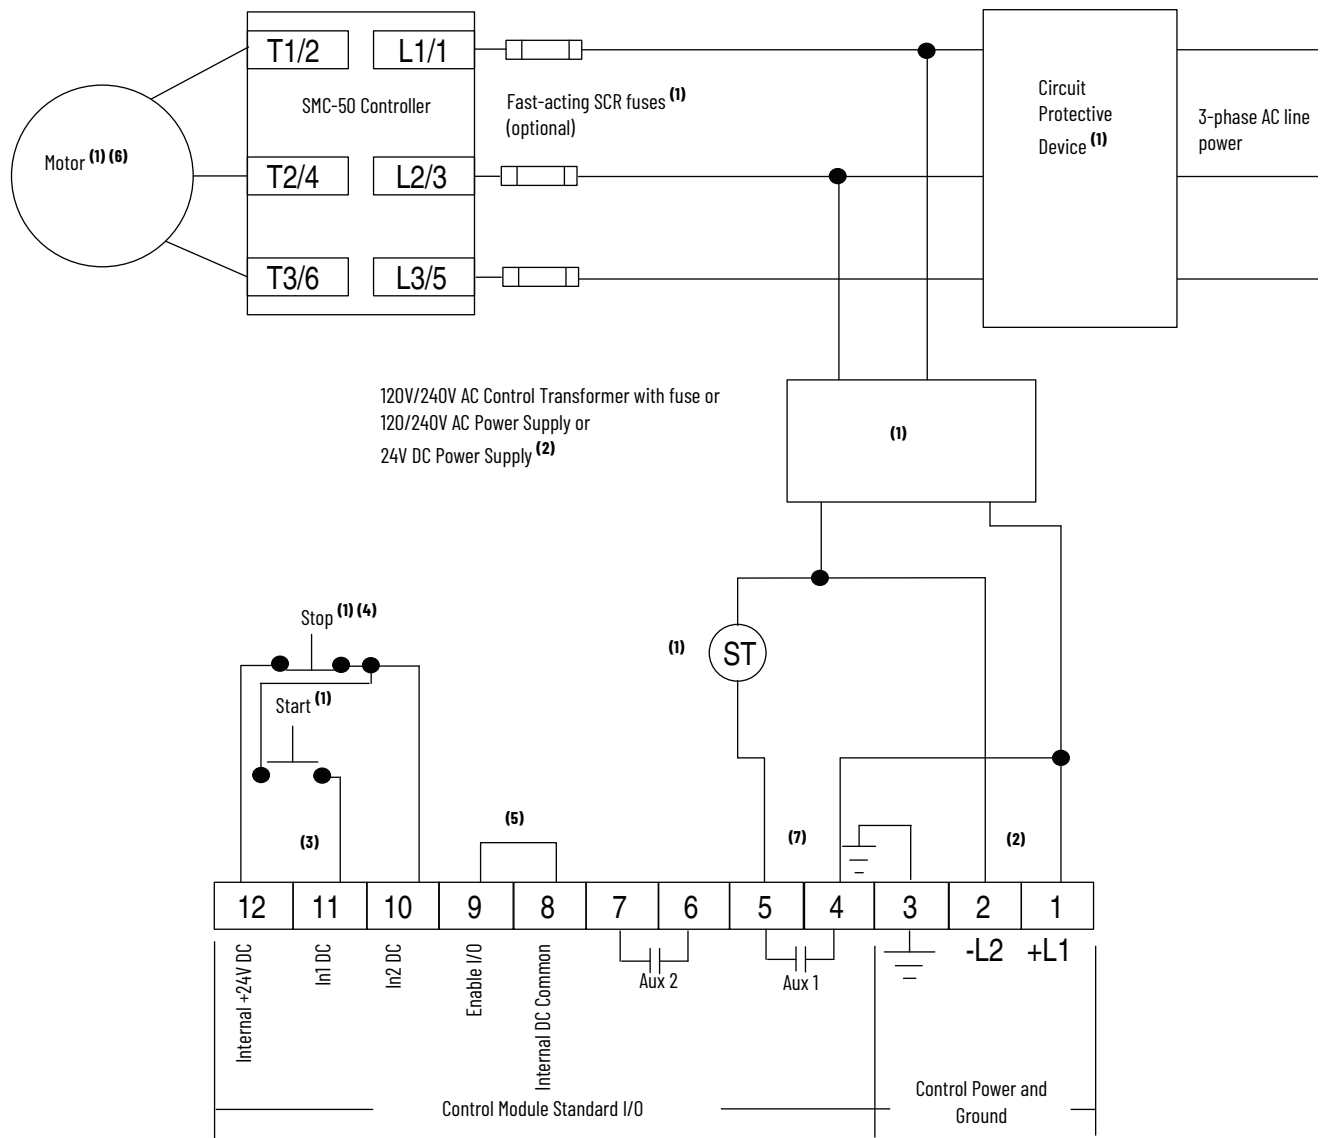 T1/2
L1/1
SMC-50 Controller
Fast-acting SCR fuses (1)
(optional)
Circuit
Protective
Device (1)
3-phase AC line
power
Motor (1) (6)
T2/4
L2/3
T3/6
L3/5
120V/240V AC Control Transformer with fuse or
120/240V AC Power Supply or
24V DC Power Supply (2)
(1)
Stop (1) (4)
(1)
ST
Start (1)
(3)
(5)
(7)
(2)
12
11
10
9
8
7
6
5
4
3
2
1
Internal +24V DC
In1 DC
In2 DC
Enable I/O
Internal DC Common
Aux 2
Aux 1
-L2
+L1
Control Module Standard I/O
Control Power and
Ground